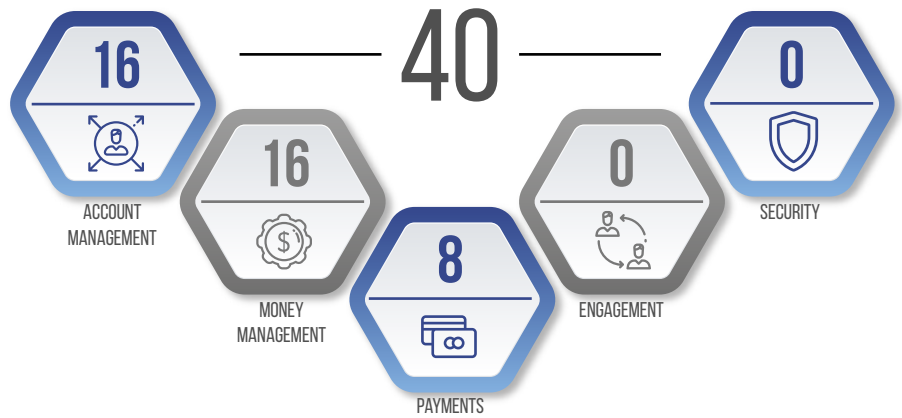 40
16
ACCOUNT
MANAGEMENT
16
$
MONEY
MANAGEMENT
8
PAYMENTS
0
ENGAGEMENT
0
SECURITY